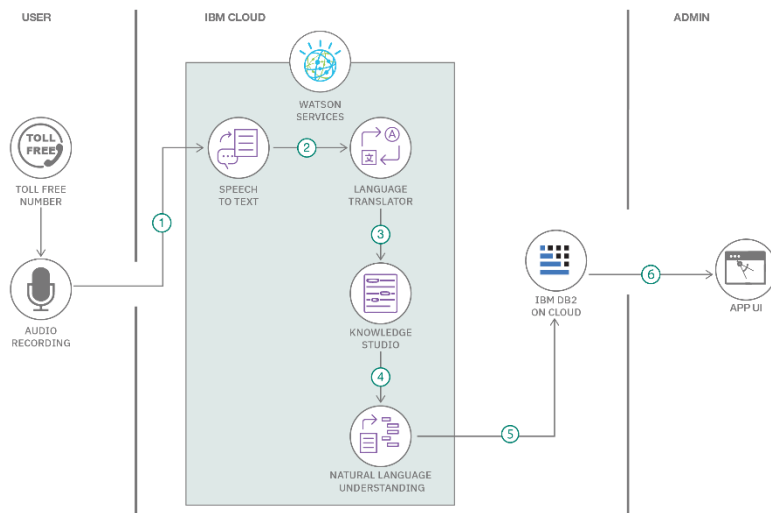 USER
IBM CLOUD
ADMIN
WATSON
SERVICES
TOLL
FREE
TOLL FREE
NUMBER
1
SPEECH
TO TEXT
2
A
文
LANGUAGE
TRANSLATOR
3
AUDIO
RECORDING
KNOWLEDGE
STUDIO
4
NATURAL LANGUAGE
UNDERSTANDING
5
IBM DB2
ON CLOUD
6
APP UI